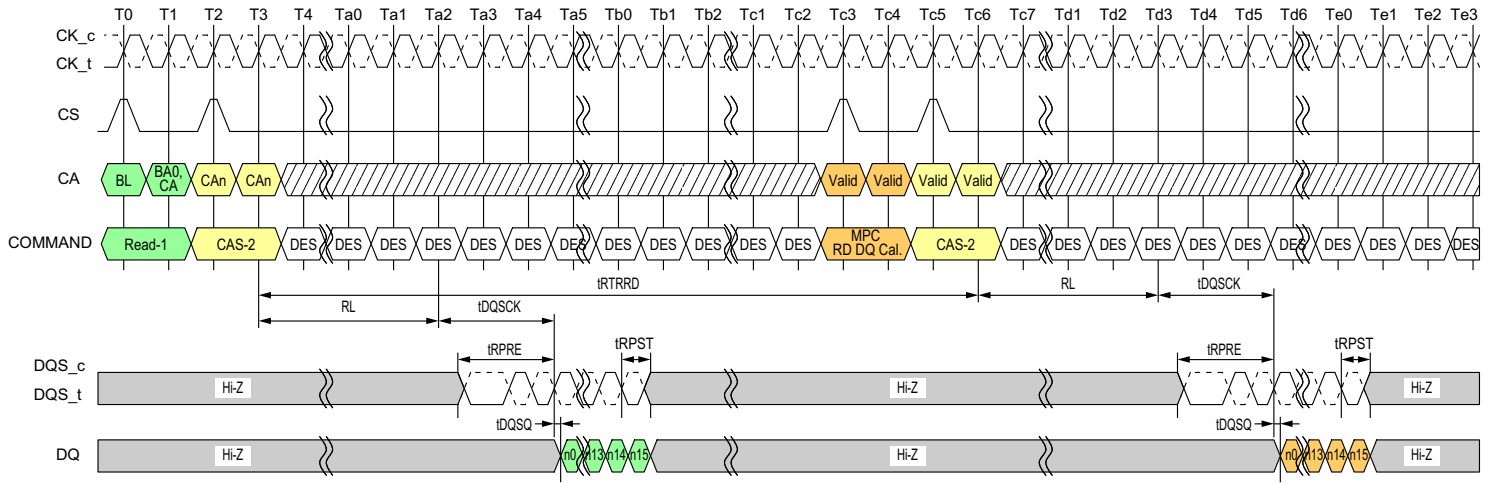 T0 T1 T2 T3 T4 Ta0 Ta1 Ta2 Ta3 Ta4 Ta5 Tb0 Tb1 Tb2 Tc1 Tc2 Tc3 Tc4 Tc5 Tc6 Tc7 Td1 Td2 Td3 Td4 Td5 Td6 Te0 Te1 Te2 Te3
CK_c
CK_t
CS
CA BL BA0, CA CAn CAn Valid Valid Valid Valid
COMMAND Read-1 CAS-2 DES DES DES DES DES DES DES DES DES DES DES DES MPC RD DQ Cal. CAS-2 DES DES DES DES DES DES DES DES DES DES DES
tRTRRD
RL tDQSCK RL tDQSCK
tRPRE tRPST tRPRE tRPST
DQS_c
DQS_t Hi-Z Hi-Z Hi-Z
tDQSQ tDQSQ
DQ Hi-Z n0 n13 n14 n15 Hi-Z n0 n13 n14 n15 Hi-Z